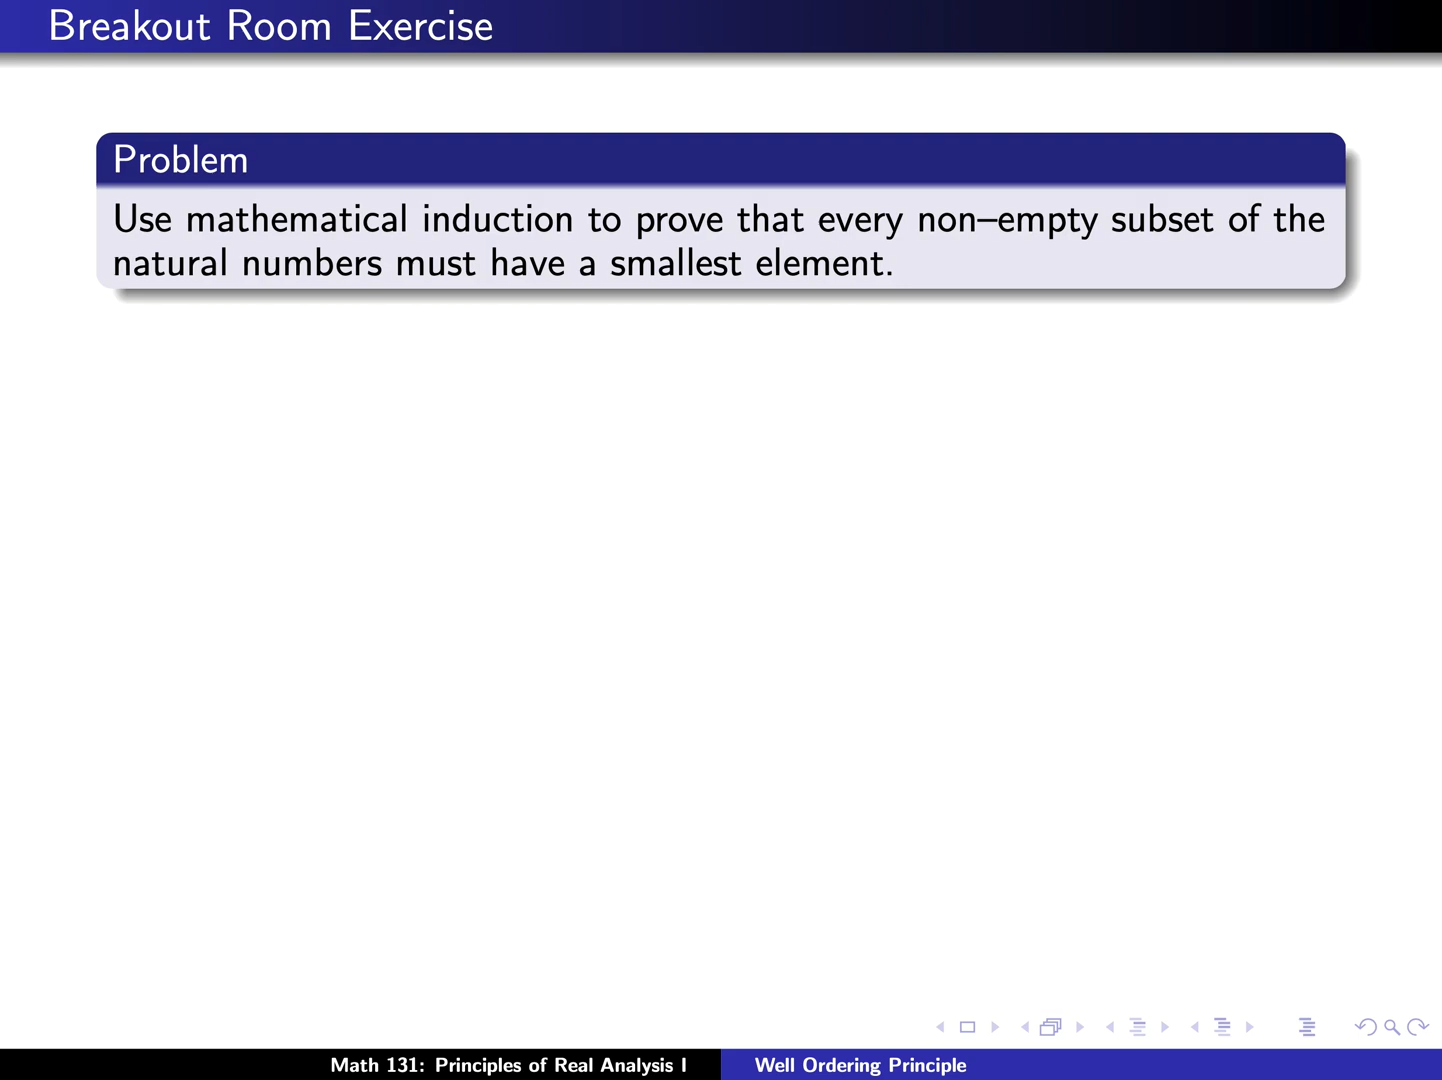 Breakout Room Exercise
Problem
Use mathematical induction to prove that every non–empty subset of the
natural numbers must have a smallest element.
Math 131: Principles of Real Analysis I
Well Ordering Principle